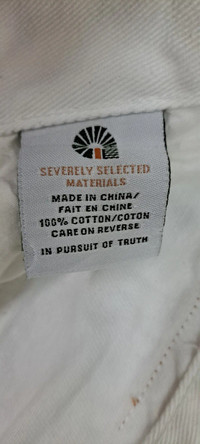 SEVERELY SELECTED
MATERIALS
MADE IN CHINA/
FAIT EN CHINE
100% COTTON/COTON
CARE ON REVERSE
IN PURSUIT OF TRUTH